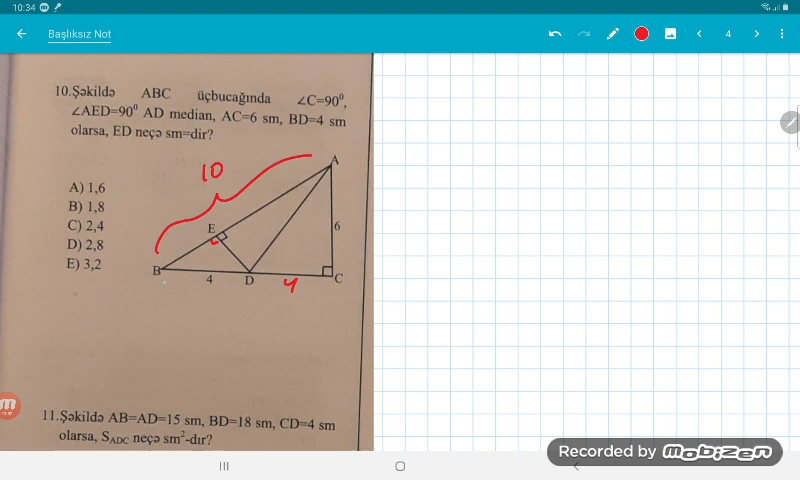 10:34
Başlıksız Not
4
10.Şəkildə ABC üçbucağında ∠C=90⁰,
∠AED=90⁰ AD median, AC=6 sm, BD=4 sm
olarsa, ED neçə sm=dir?
A) 1,6
B) 1,8
C) 2,4
D) 2,8
E) 3,2
10
A
E
6
B
4
D
4
C
11.Şəkildə AB=AD=15 sm, BD=18 sm, CD=4 sm
olarsa, S_ADC neçə sm²-dır?
Recorded by mobizen